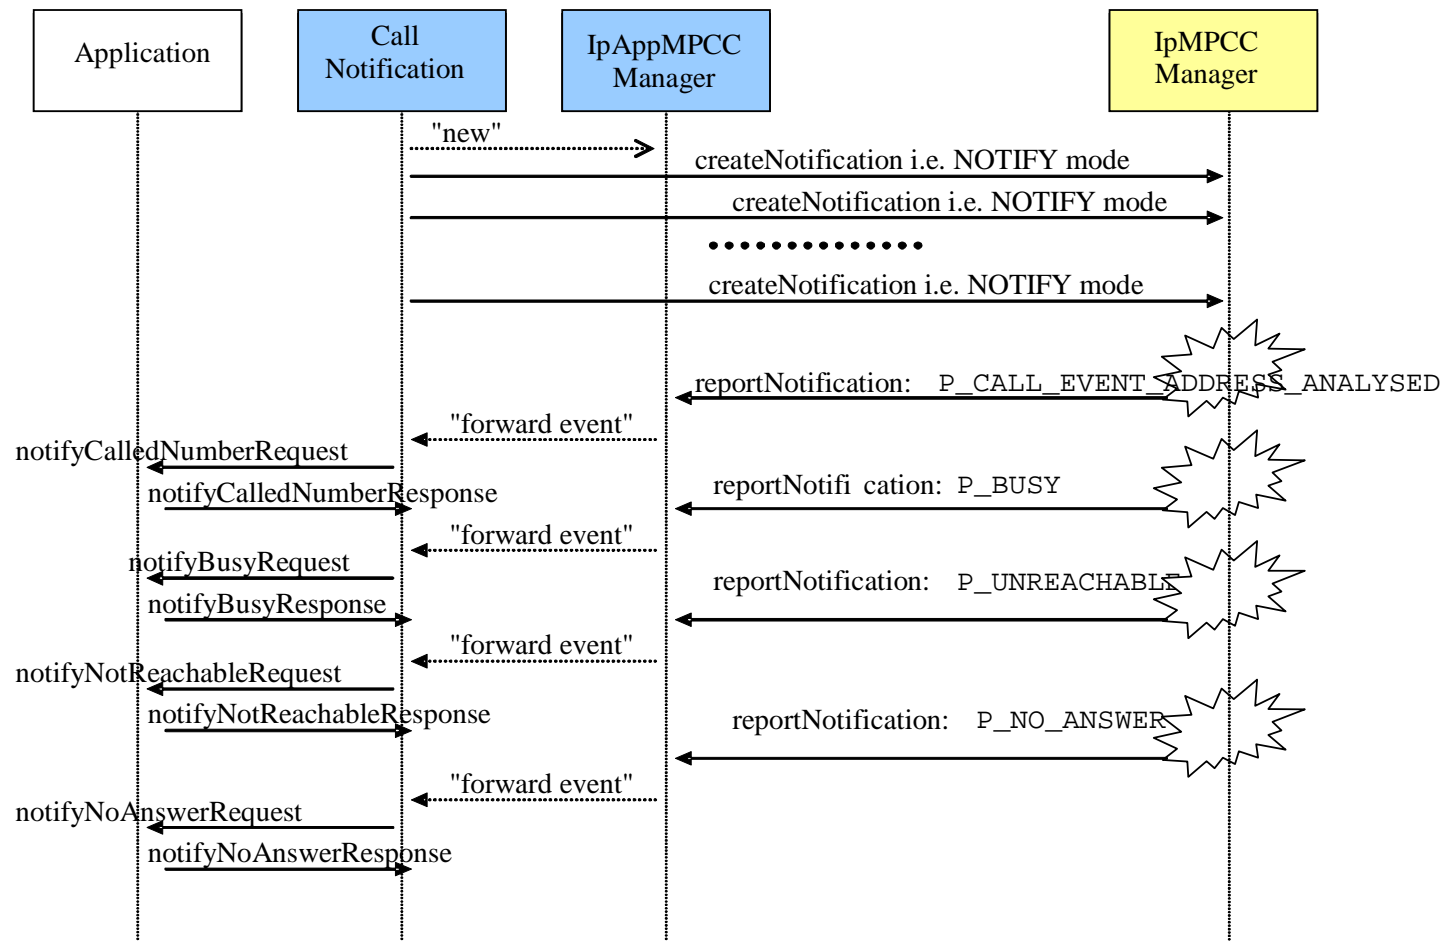 Application
Call
Notification
IpAppMPCC
Manager
IpMPCC
Manager
"new"
createNotification i.e. NOTIFY mode
createNotification i.e. NOTIFY mode
createNotification i.e. NOTIFY mode
reportNotification: P_CALL_EVENT_ADDRESS_ANALYSED
"forward event"
notifyCalledNumberRequest
notifyCalledNumberResponse
reportNotifi cation: P_BUSY
"forward event"
notifyBusyRequest
reportNotification: P_UNREACHABLE
notifyBusyResponse
"forward event"
notifyNotReachableRequest
notifyNotReachableResponse
reportNotification: P_NO_ANSWER
"forward event"
notifyNoAnswerRequest
notifyNoAnswerResponse